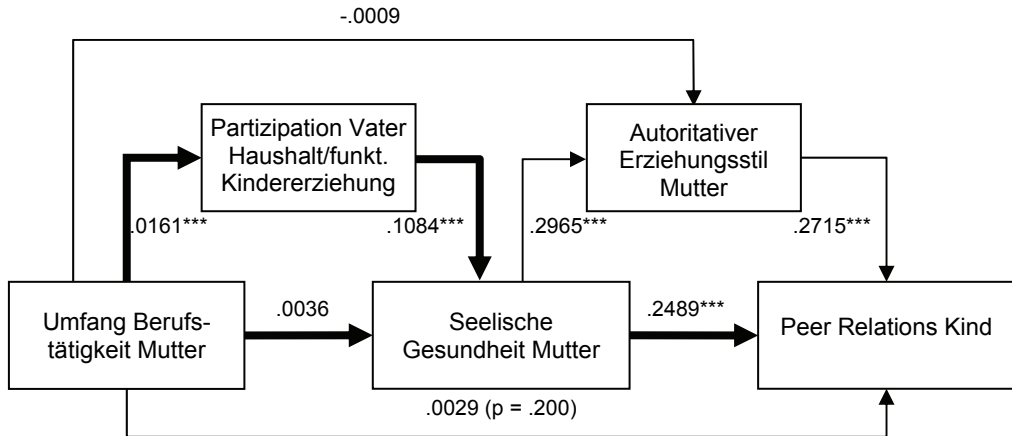 -.0009
Partizipation Vater
Haushalt/funkt.
Kindererziehung
Autoritativer
Erziehungsstil
Mutter
.0161***
.1084***
.2965***
.2715***
Umfang Berufs-
tätigkeit Mutter
.0036
Seelische
Gesundheit Mutter
.2489***
Peer Relations Kind
.0029 (p = .200)